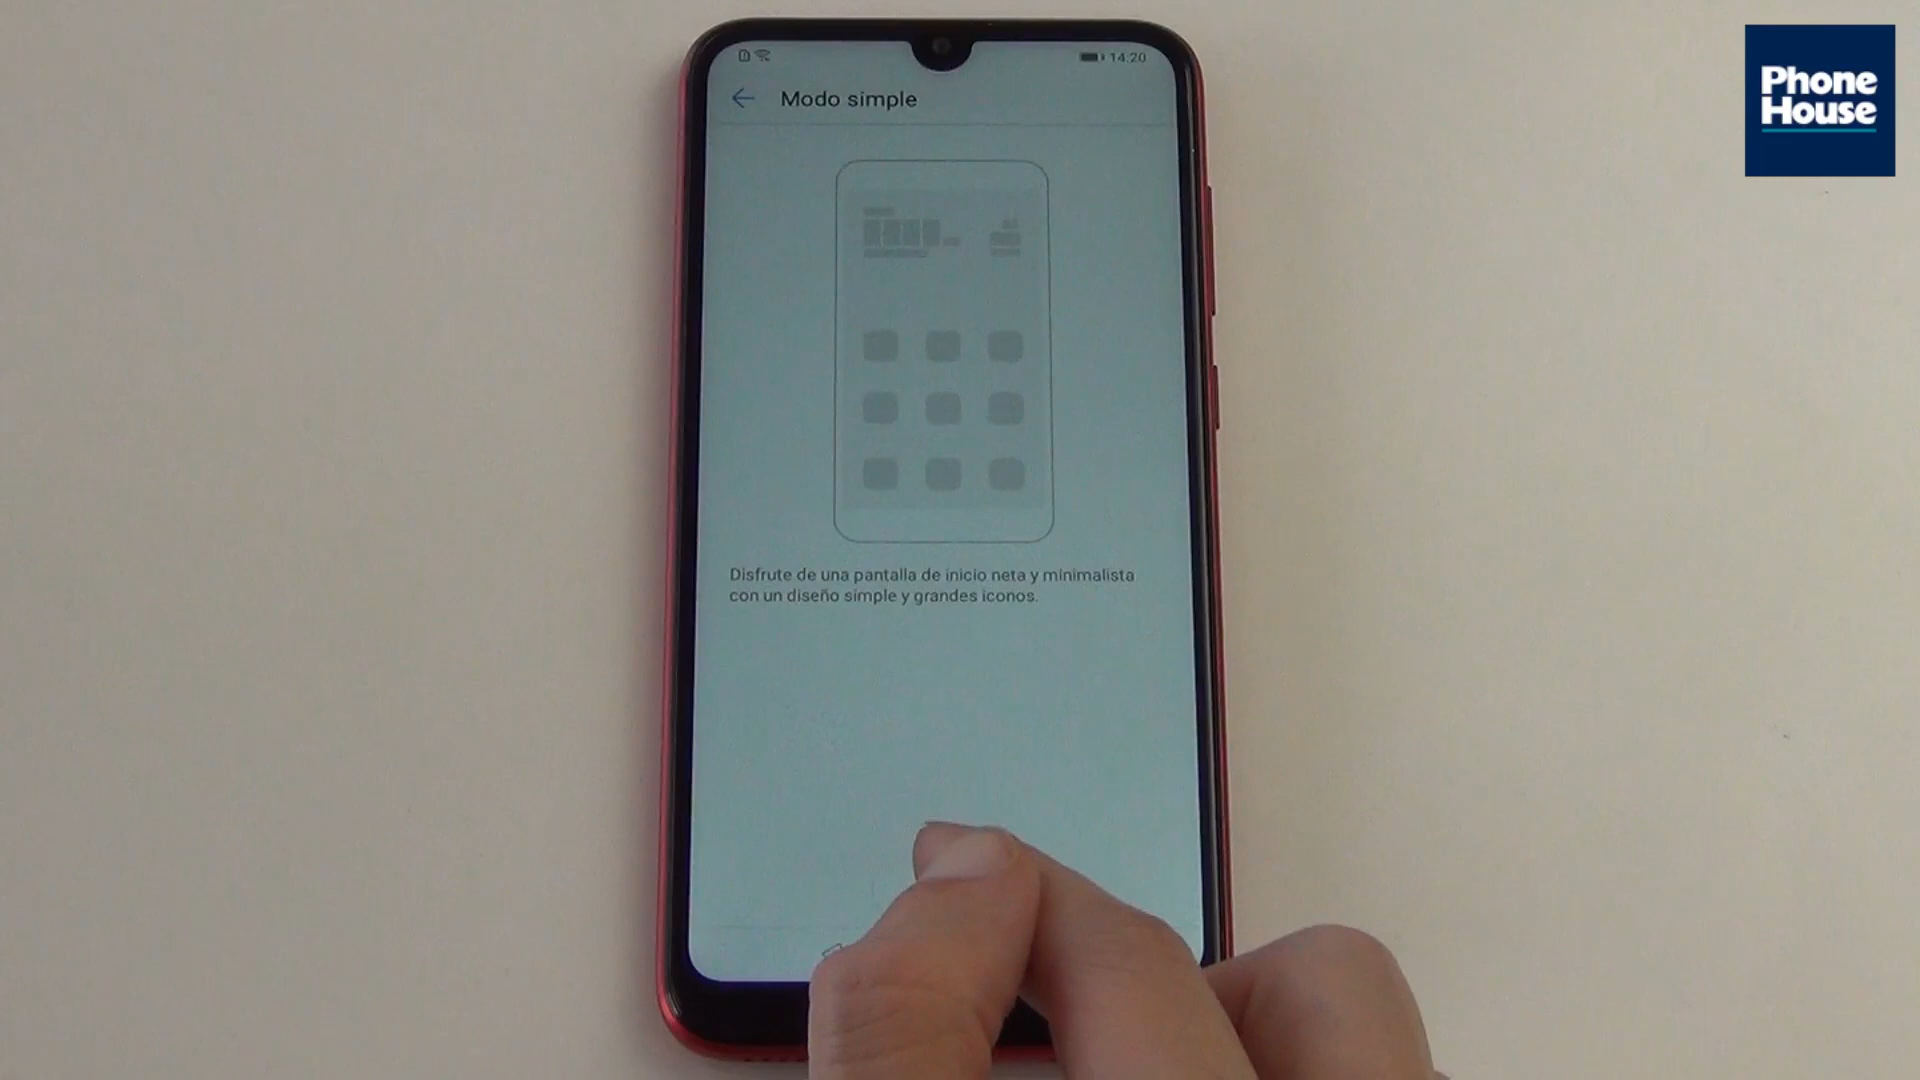 14:20
Modo simple
Disfrute de una pantalla de inicio neta y minimalista
con un diseño simple y grandes iconos.
Phone
House